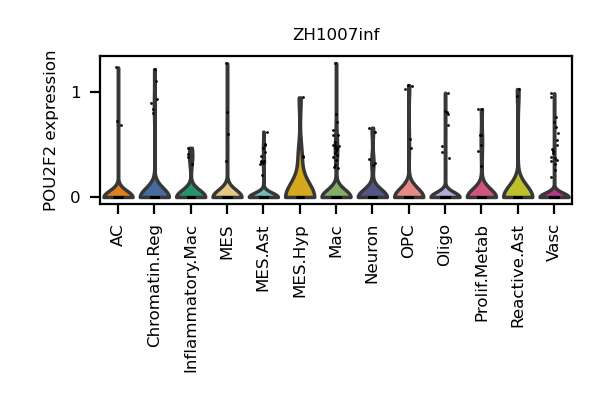 ZH1007inf
POU2F2 expression
1
0
AC
Chromatin.Reg
Inflammatory.Mac
MES
MES.Ast
MES.Hyp
Mac
Neuron
OPC
Oligo
Prolif.Metab
Reactive.Ast
Vasc